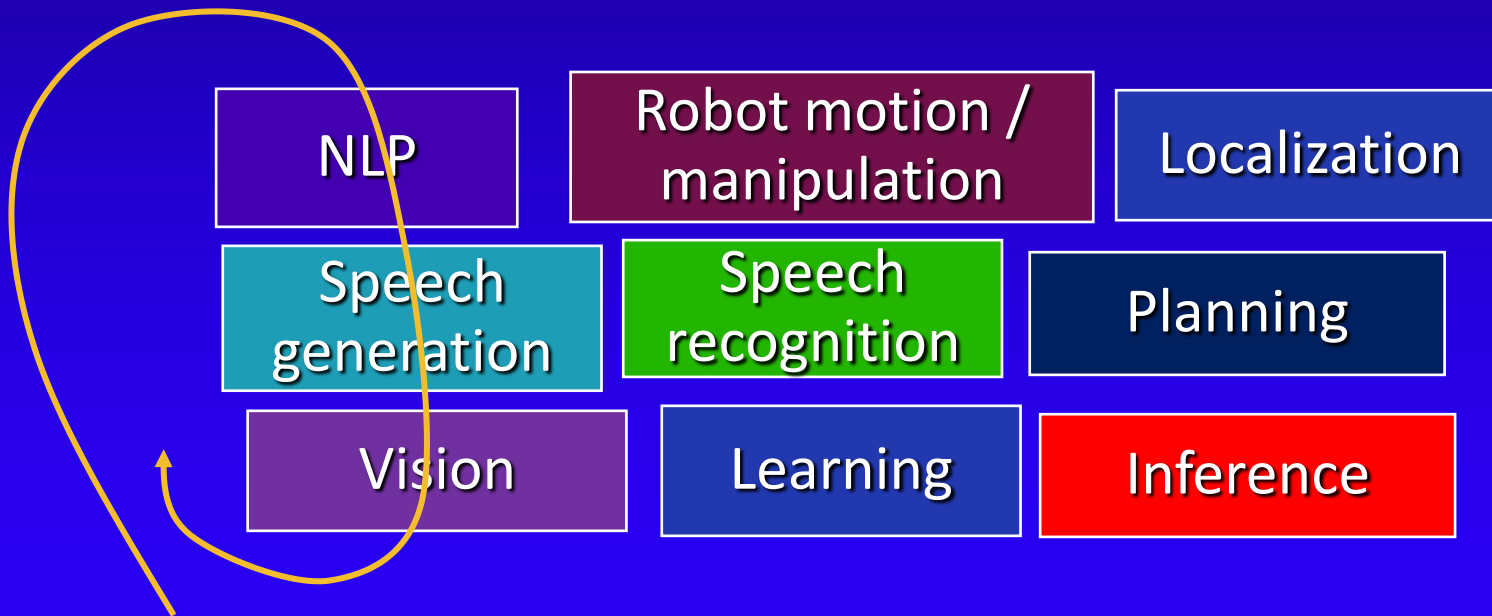 NLP
Robot motion /
manipulation
Localization
Speech
generation
Speech
recognition
Planning
Vision
Learning
Inference